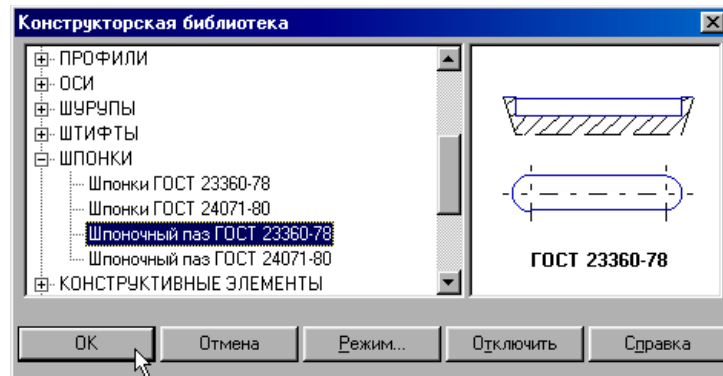 Конструкторская библиотека
ПРОФИЛИ
ОСИ
ШУРУПЫ
ШТИФТЫ
ШПОНКИ
Шпонки ГОСТ 23360-78
Шпонки ГОСТ 24071-80
Шпоночный паз ГОСТ 23360-78
Шпоночный паз ГОСТ 24071-80
КОНСТРУКТИВНЫЕ ЭЛЕМЕНТЫ
ГОСТ 23360-78
OK
Отмена
Режим...
Отключить
Справка